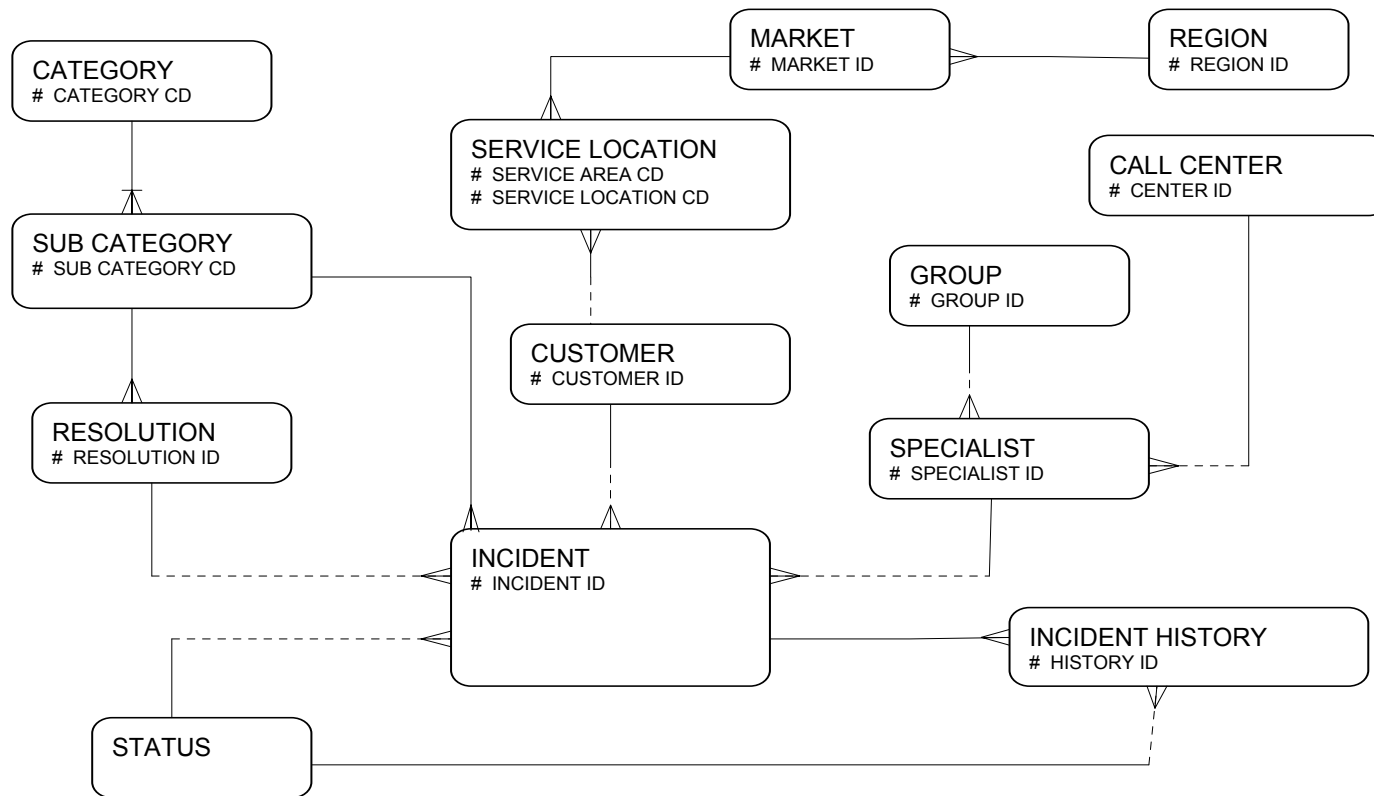 MARKET
# MARKET ID
REGION
# REGION ID
CATEGORY
# CATEGORY CD
SERVICE LOCATION
# SERVICE AREA CD
# SERVICE LOCATION CD
CALL CENTER
# CENTER ID
SUB CATEGORY
# SUB CATEGORY CD
GROUP
# GROUP ID
CUSTOMER
# CUSTOMER ID
RESOLUTION
# RESOLUTION ID
SPECIALIST
# SPECIALIST ID
INCIDENT
# INCIDENT ID
INCIDENT HISTORY
# HISTORY ID
STATUS